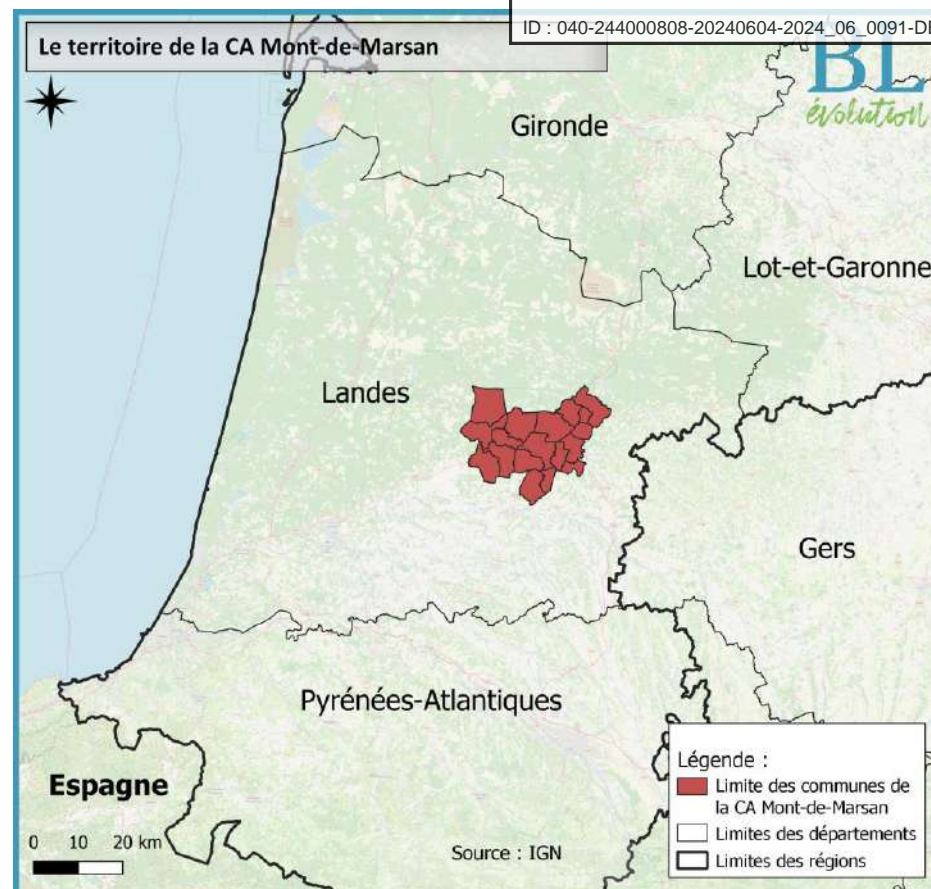 ID : 040-244000808-20240604-2024_06_0091-DE
Le territoire de la CA Mont-de-Marsan
BL
évolution
Gironde
Lot-et-Garonne
Landes
Gers
Pyrénées-Atlantiques
Espagne
0 10 20 km
Source : IGN
Légende :
Limite des communes de
la CA Mont-de-Marsan
Limites des départements
Limites des régions